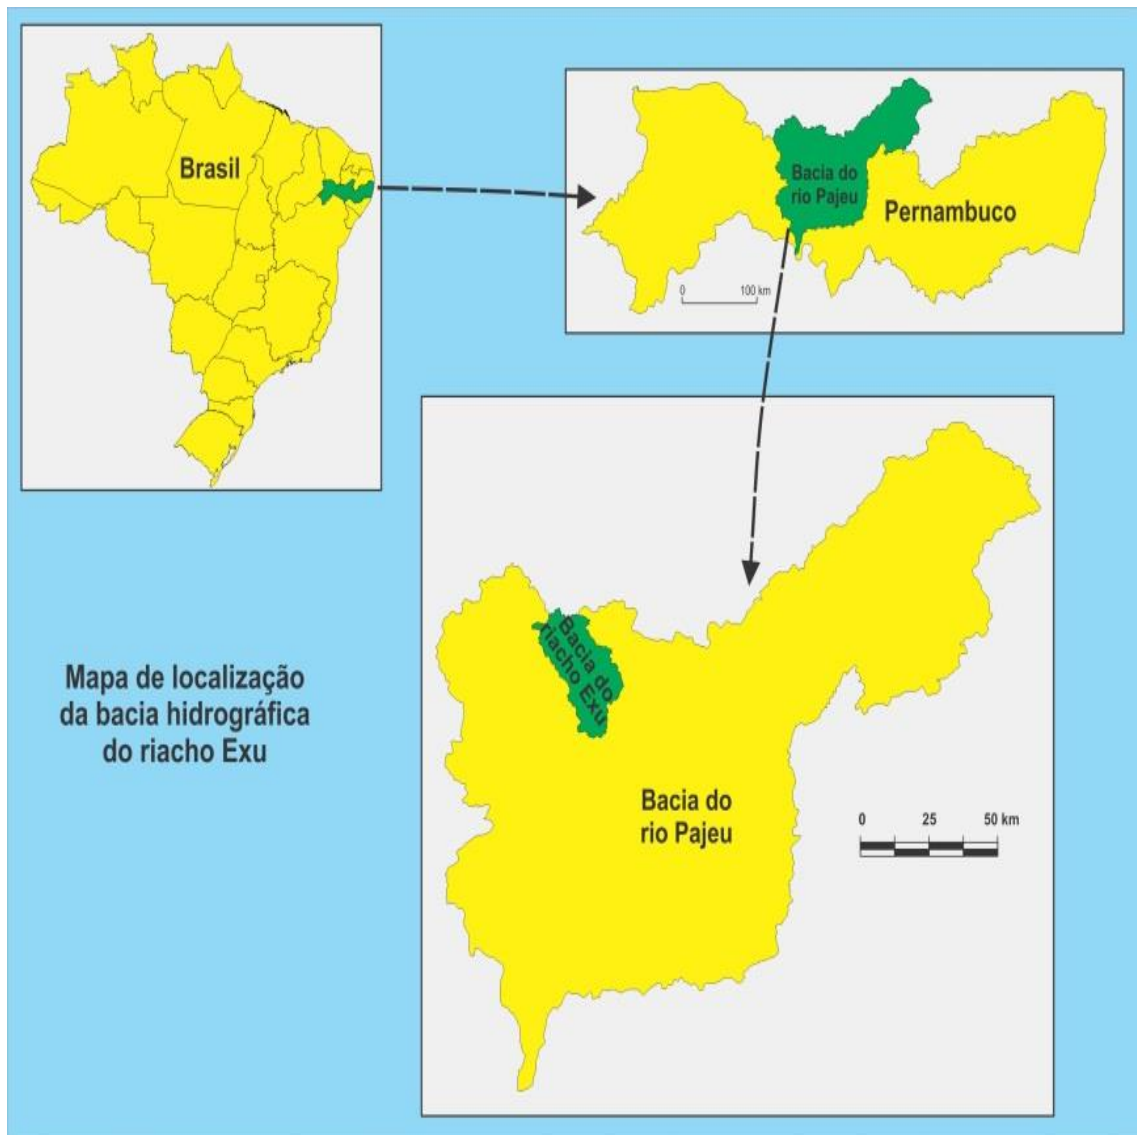 Brasil
Bacia do
rio Pajeu
Pernambuco
0 100 km
Bacia do
riacho Exu
Mapa de localização
da bacia hidrográfica
do riacho Exu
Bacia do
rio Pajeu
0 25 50 km